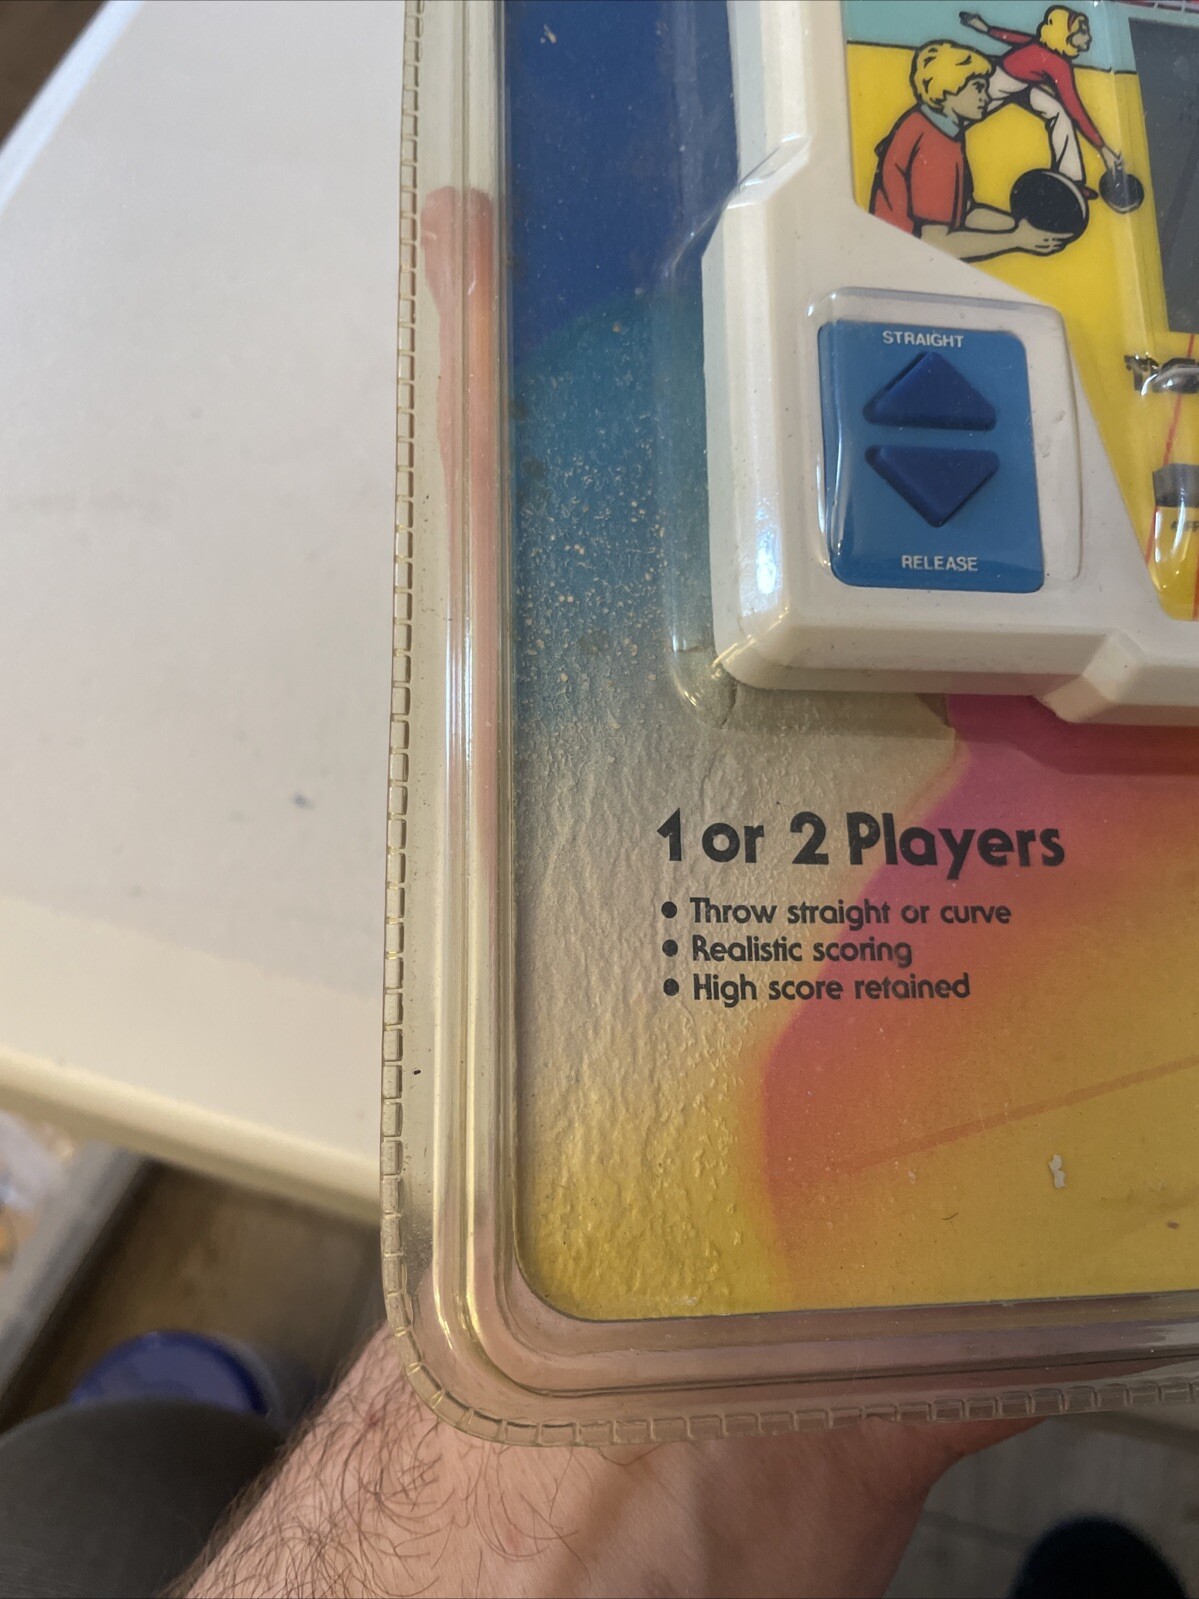 STRAIGHT
RELEASE
1 or 2 Players
• Throw straight or curve
• Realistic scoring
• High score retained